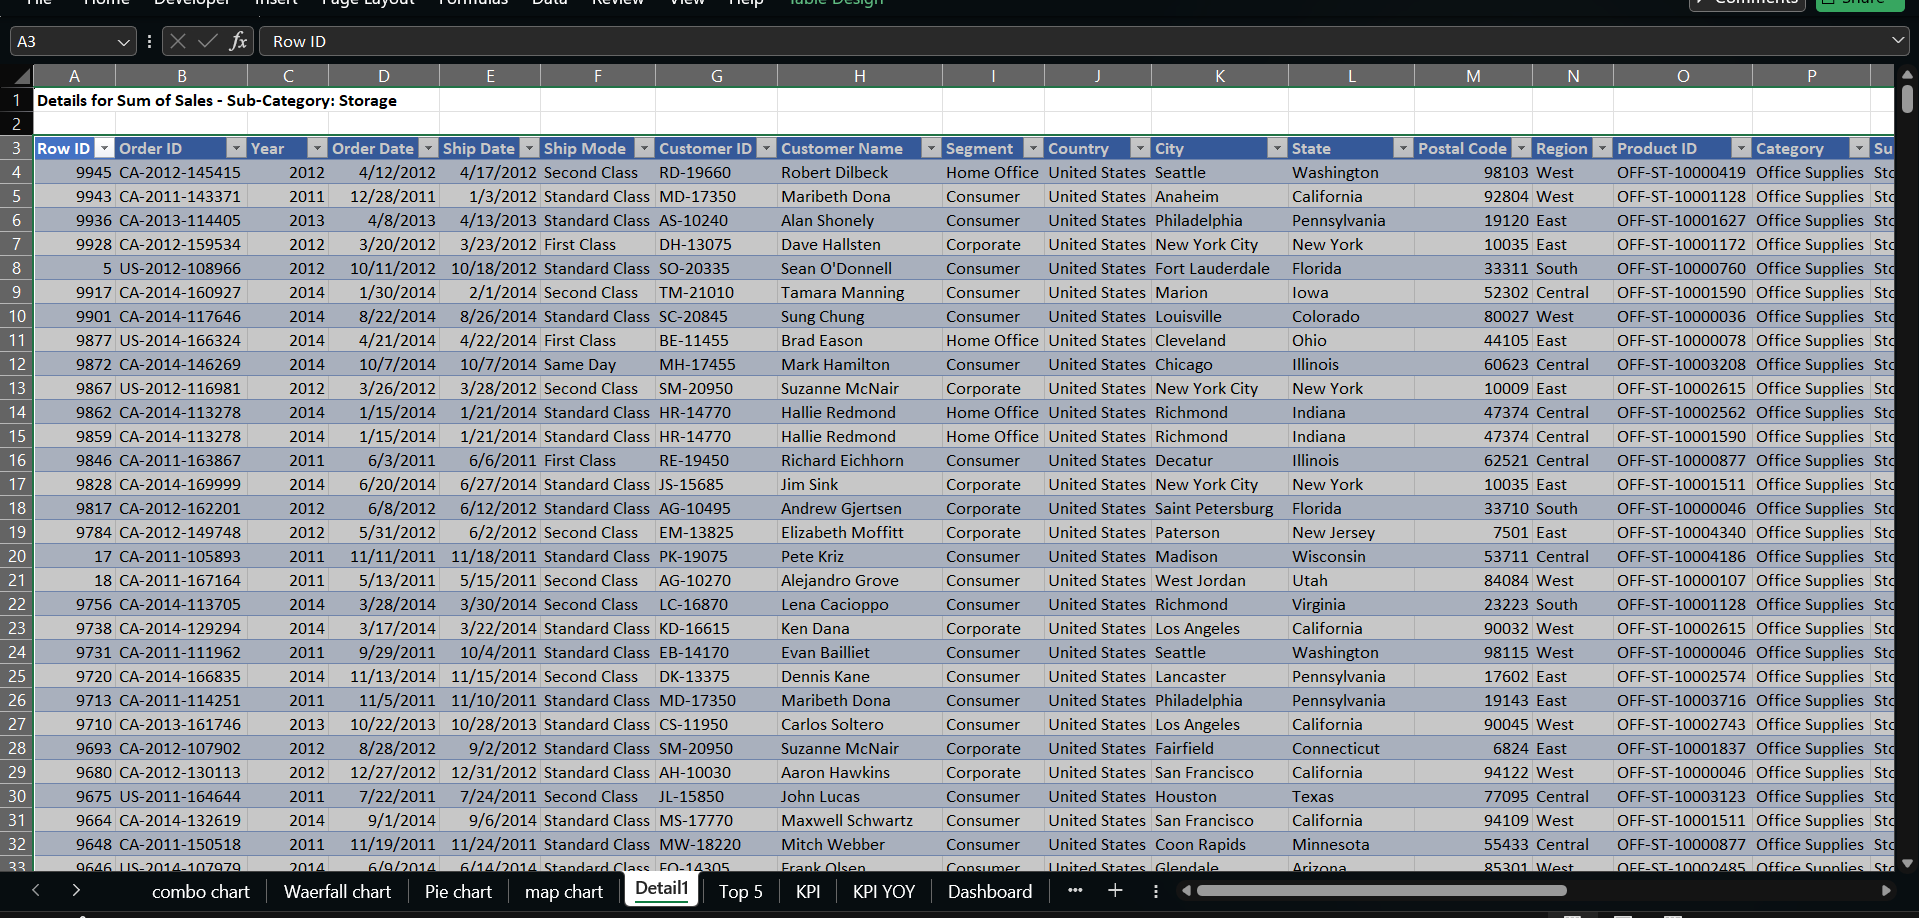 File Home Developer Insert Page Layout Formulas Data Review View Help Table Design Comments Share
A3 fx Row ID
A B C D E F G H I J K L M N O P
1 Details for Sum of Sales - Sub-Category: Storage
2
3 Row ID Order ID Year Order Date Ship Date Ship Mode Customer ID Customer Name Segment Country City State Postal Code Region Product ID Category Su
4 9945 CA-2012-145415 2012 4/12/2012 4/17/2012 Second Class RD-19660 Robert Dilbeck Home Office United States Seattle Washington 98103 West OFF-ST-10000419 Office Supplies Sto
5 9943 CA-2011-143371 2011 12/28/2011 1/3/2012 Standard Class MD-17350 Maribeth Dona Consumer United States Anaheim California 92804 West OFF-ST-10001128 Office Supplies Sto
6 9936 CA-2013-114405 2013 4/8/2013 4/13/2013 Standard Class AS-10240 Alan Shonely Consumer United States Philadelphia Pennsylvania 19120 East OFF-ST-10001627 Office Supplies Sto
7 9928 CA-2012-159534 2012 3/20/2012 3/23/2012 First Class DH-13075 Dave Hallsten Corporate United States New York City New York 10035 East OFF-ST-10001172 Office Supplies Sto
8 5 US-2012-108966 2012 10/11/2012 10/18/2012 Standard Class SO-20335 Sean O'Donnell Consumer United States Fort Lauderdale Florida 33311 South OFF-ST-10000760 Office Supplies Sto
9 9917 CA-2014-160927 2014 1/30/2014 2/1/2014 Second Class TM-21010 Tamara Manning Consumer United States Marion Iowa 52302 Central OFF-ST-10001590 Office Supplies Sto
10 9901 CA-2014-117646 2014 8/22/2014 8/26/2014 Standard Class SC-20845 Sung Chung Consumer United States Louisville Colorado 80027 West OFF-ST-10000036 Office Supplies Sto
11 9877 US-2014-166324 2014 4/21/2014 4/22/2014 First Class BE-11455 Brad Eason Home Office United States Cleveland Ohio 44105 East OFF-ST-10000078 Office Supplies Sto
12 9872 CA-2014-146269 2014 10/7/2014 10/7/2014 Same Day MH-17455 Mark Hamilton Consumer United States Chicago Illinois 60623 Central OFF-ST-10003208 Office Supplies Sto
13 9867 US-2012-116981 2012 3/26/2012 3/28/2012 Second Class SM-20950 Suzanne McNair Corporate United States New York City New York 10009 East OFF-ST-10002615 Office Supplies Sto
14 9862 CA-2014-113278 2014 1/15/2014 1/21/2014 Standard Class HR-14770 Hallie Redmond Home Office United States Richmond Indiana 47374 Central OFF-ST-10002562 Office Supplies Sto
15 9859 CA-2014-113278 2014 1/15/2014 1/21/2014 Standard Class HR-14770 Hallie Redmond Home Office United States Richmond Indiana 47374 Central OFF-ST-10001590 Office Supplies Sto
16 9846 CA-2011-163867 2011 6/3/2011 6/6/2011 First Class RE-19450 Richard Eichhorn Consumer United States Decatur Illinois 62521 Central OFF-ST-10000877 Office Supplies Sto
17 9828 CA-2014-169999 2014 6/20/2014 6/27/2014 Standard Class JS-15685 Jim Sink Corporate United States New York City New York 10035 East OFF-ST-10001511 Office Supplies Sto
18 9817 CA-2012-162201 2012 6/8/2012 6/12/2012 Standard Class AG-10495 Andrew Gjertsen Corporate United States Saint Petersburg Florida 33710 South OFF-ST-10000046 Office Supplies Sto
19 9784 CA-2012-149748 2012 5/31/2012 6/2/2012 Second Class EM-13825 Elizabeth Moffitt Corporate United States Paterson New Jersey 7501 East OFF-ST-10004340 Office Supplies Sto
20 17 CA-2011-105893 2011 11/11/2011 11/18/2011 Standard Class PK-19075 Pete Kriz Consumer United States Madison Wisconsin 53711 Central OFF-ST-10004186 Office Supplies Sto
21 18 CA-2011-167164 2011 5/13/2011 5/15/2011 Second Class AG-10270 Alejandro Grove Consumer United States West Jordan Utah 84084 West OFF-ST-10000107 Office Supplies Sto
22 9756 CA-2014-113705 2014 3/28/2014 3/30/2014 Second Class LC-16870 Lena Cacioppo Consumer United States Richmond Virginia 23223 South OFF-ST-10001128 Office Supplies Sto
23 9738 CA-2014-129294 2014 3/17/2014 3/22/2014 Standard Class KD-16615 Ken Dana Corporate United States Los Angeles California 90032 West OFF-ST-10002615 Office Supplies Sto
24 9731 CA-2011-111962 2011 9/29/2011 10/4/2011 Standard Class EB-14170 Evan Bailliet Consumer United States Seattle Washington 98115 West OFF-ST-10000046 Office Supplies Sto
25 9720 CA-2014-166835 2014 11/13/2014 11/15/2014 Second Class DK-13375 Dennis Kane Consumer United States Lancaster Pennsylvania 17602 East OFF-ST-10002574 Office Supplies Sto
26 9713 CA-2011-114251 2011 11/5/2011 11/10/2011 Standard Class MD-17350 Maribeth Dona Consumer United States Philadelphia Pennsylvania 19143 East OFF-ST-10003716 Office Supplies Sto
27 9710 CA-2013-161746 2013 10/22/2013 10/28/2013 Standard Class CS-11950 Carlos Soltero Consumer United States Los Angeles California 90045 West OFF-ST-10002743 Office Supplies Sto
28 9693 CA-2012-107902 2012 8/28/2012 9/2/2012 Standard Class SM-20950 Suzanne McNair Corporate United States Fairfield Connecticut 6824 East OFF-ST-10001837 Office Supplies Sto
29 9680 CA-2012-130113 2012 12/27/2012 12/31/2012 Standard Class AH-10030 Aaron Hawkins Corporate United States San Francisco California 94122 West OFF-ST-10000046 Office Supplies Sto
30 9675 US-2011-164644 2011 7/22/2011 7/24/2011 Second Class JL-15850 John Lucas Consumer United States Houston Texas 77095 Central OFF-ST-10003123 Office Supplies Sto
31 9664 CA-2014-132619 2014 9/1/2014 9/6/2014 Standard Class MS-17770 Maxwell Schwartz Consumer United States San Francisco California 94109 West OFF-ST-10001511 Office Supplies Sto
32 9648 CA-2011-150518 2011 11/19/2011 11/24/2011 Standard Class MW-18220 Mitch Webber Consumer United States Coon Rapids Minnesota 55433 Central OFF-ST-10000877 Office Supplies Sto
33 9646 US-2014-107979 2014 6/9/2014 6/14/2014 Standard Class FO-14305 Frank Olsen Consumer United States Glendale Arizona 85301 West OFF-ST-10002485 Office Supplies Sto
combo chart Waerfall chart Pie chart map chart Detail1 Top 5 KPI KPI YOY Dashboard